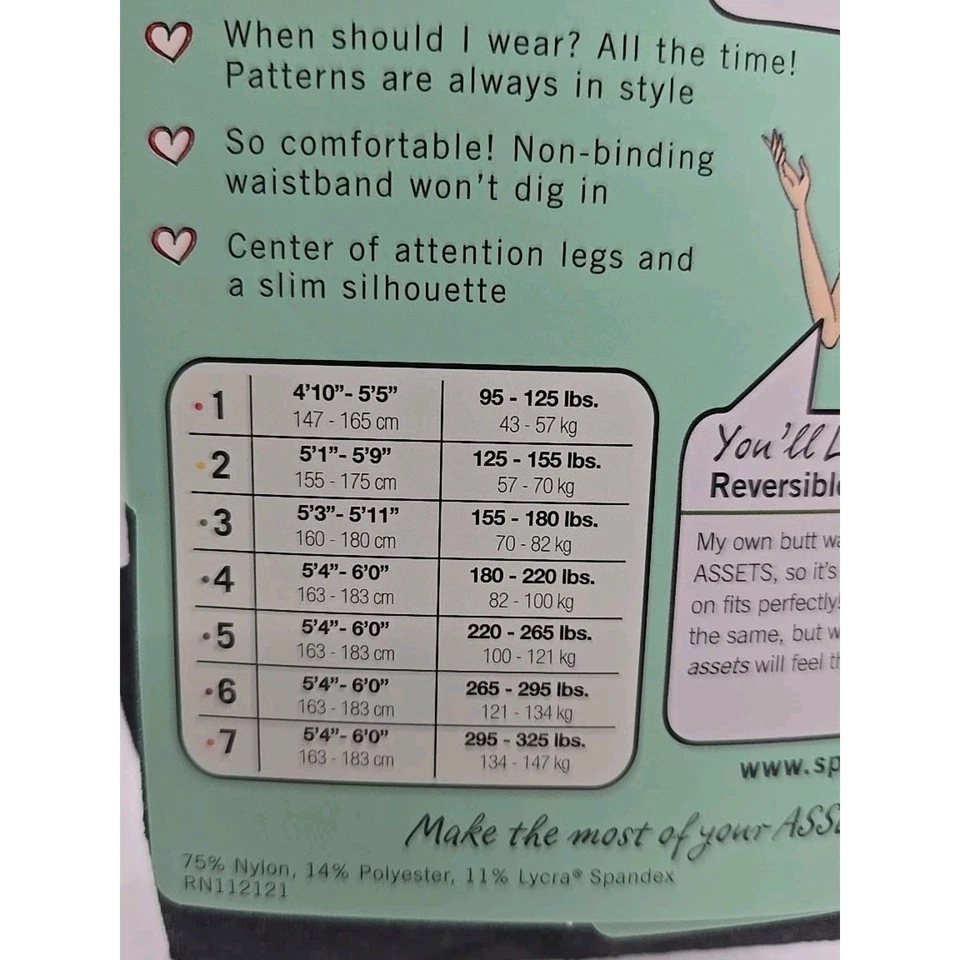 When should I wear? All the time!
Patterns are always in style
So comfortable! Non-binding
waistband won't dig in
Center of attention legs and
a slim silhouette
1 4'10"- 5'5" 95 - 125 lbs.
147 - 165 cm 43 - 57 kg
2 5'1"- 5'9" 125 - 155 lbs.
155 - 175 cm 57 - 70 kg
3 5'3"- 5'11" 155 - 180 lbs.
160 - 180 cm 70 - 82 kg
4 5'4"- 6'0" 180 - 220 lbs.
163 - 183 cm 82 - 100 kg
5 5'4"- 6'0" 220 - 265 lbs.
163 - 183 cm 100 - 121 kg
6 5'4"- 6'0" 265 - 295 lbs.
163 - 183 cm 121 - 134 kg
7 5'4"- 6'0" 295 - 325 lbs.
163 - 183 cm 134 - 147 kg
You'll
Reversibl
My own butt
ASSETS, so it's
on fits perfectly!
the same, but w
assets will feel
www.sp
Make the most of your ASS
75% Nylon, 14% Polyester, 11% Lycra® Spandex
RN112121